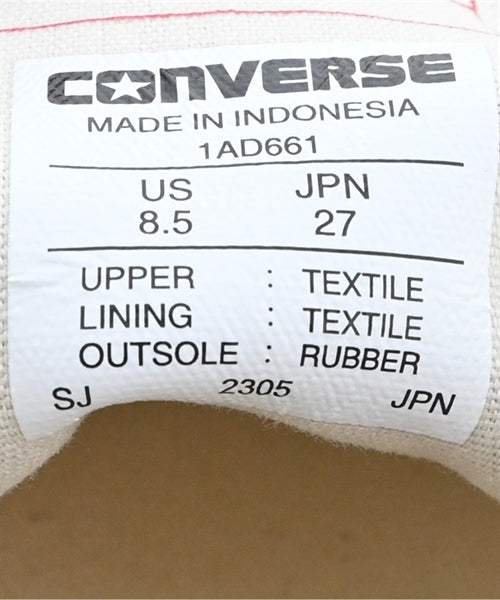 CONVERSE
MADE IN INDONESIA
1AD661
US JPN
8.5 27
UPPER : TEXTILE
LINING : TEXTILE
OUTSOLE : RUBBER
SJ 2305 JPN